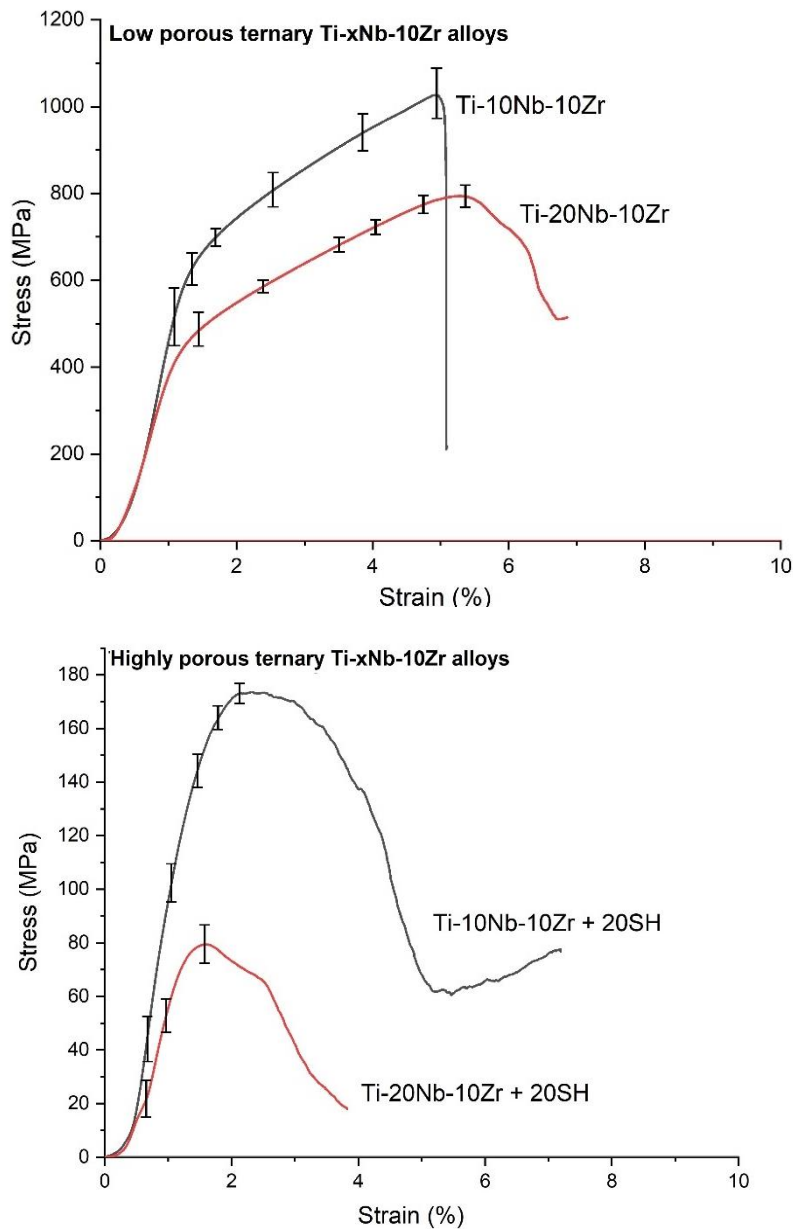 Low porous ternary Ti-xNb-10Zr alloys
Stress (MPa)
1200
1000
800
600
400
200
0
Ti-10Nb-10Zr
Ti-20Nb-10Zr
0 2 4 6 8 10
Strain (%)
Highly porous ternary Ti-xNb-10Zr alloys
Stress (MPa)
180
160
140
120
100
80
60
40
20
0
Ti-10Nb-10Zr + 20SH
Ti-20Nb-10Zr + 20SH
0 2 4 6 8 10
Strain (%)